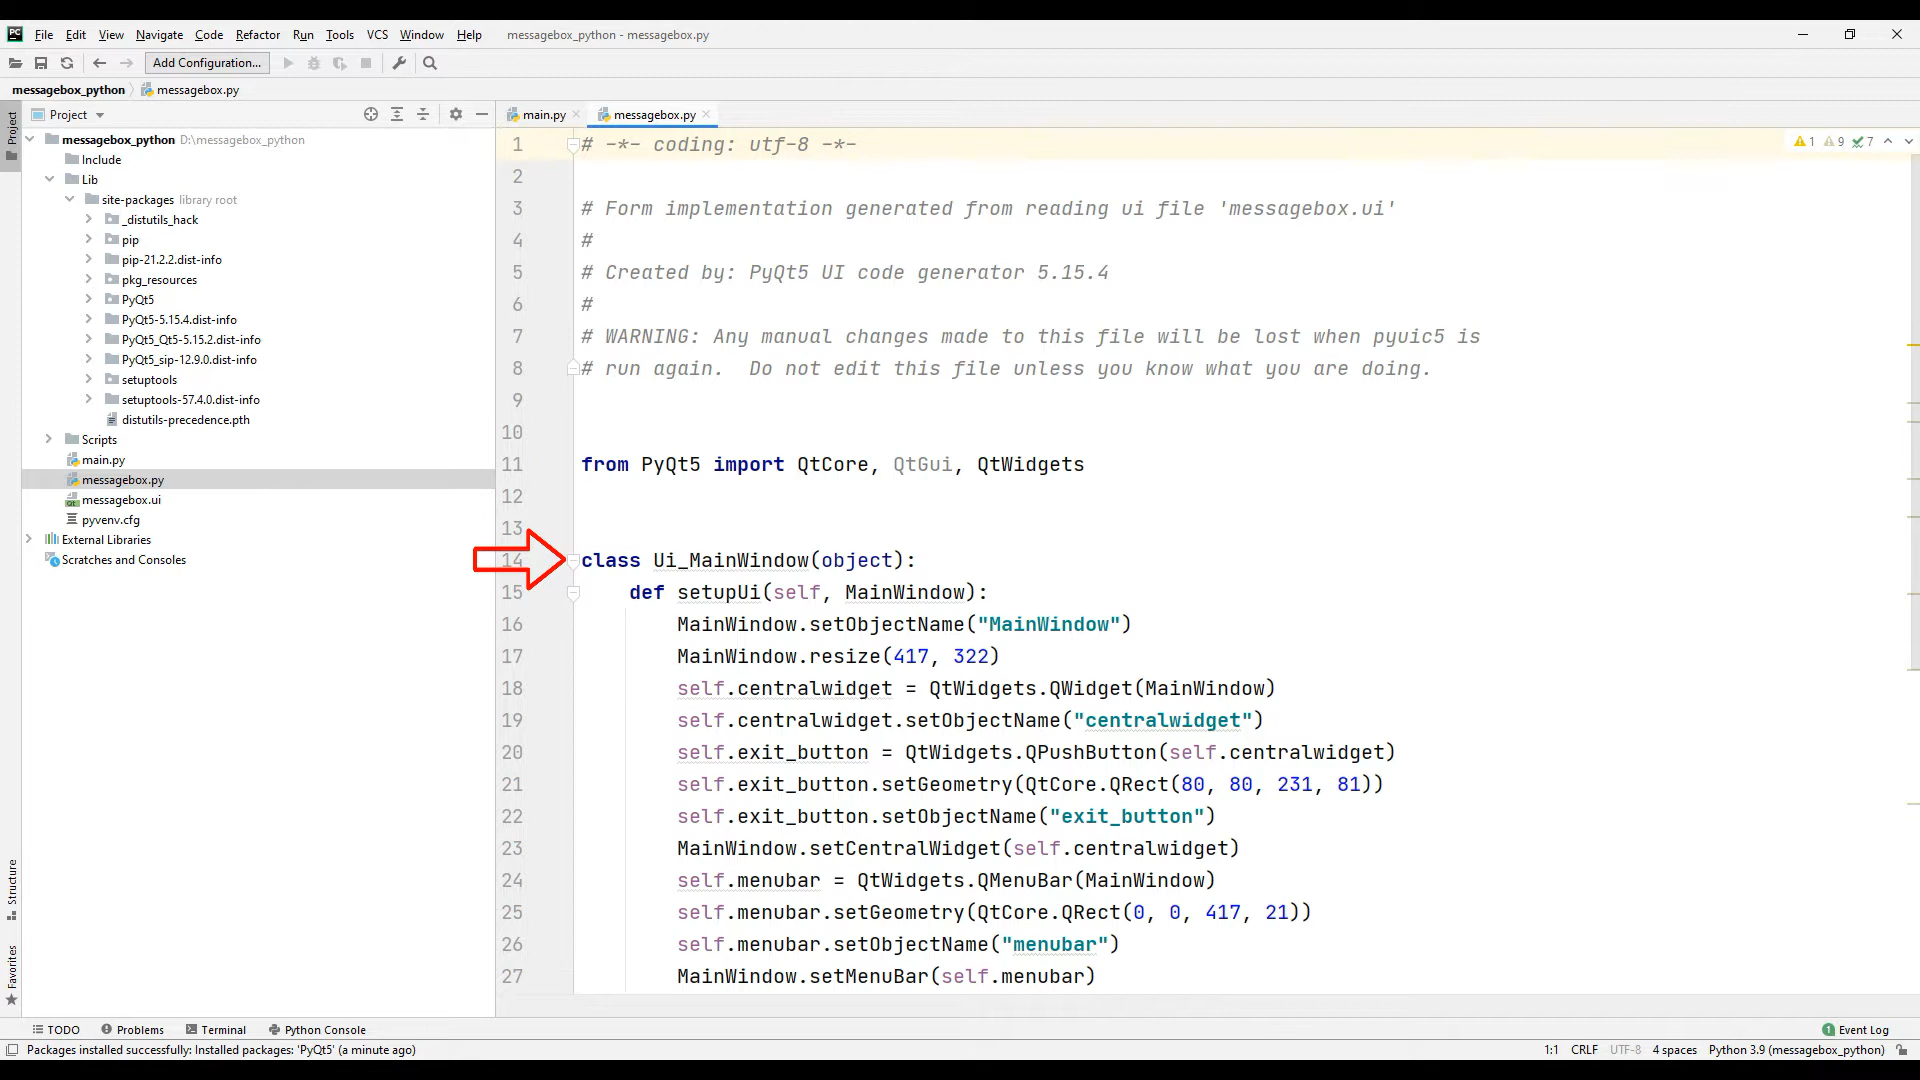 PC File Edit View Navigate Code Refactor Run Tools VCS Window Help messagebox_python - messagebox.py
Add Configuration...
messagebox_python messagebox.py
Project
Project
main.py
messagebox.py
messagebox_python D:\messagebox_python
Include
Lib
site-packages library root
_distutils_hack
pip
pip-21.2.2.dist-info
pkg_resources
PyQt5
PyQt5-5.15.4.dist-info
PyQt5_Qt5-5.15.2.dist-info
PyQt5_sip-12.9.0.dist-info
setuptools
setuptools-57.4.0.dist-info
distutils-precedence.pth
Scripts
main.py
messagebox.py
messagebox.ui
pyvenv.cfg
External Libraries
Scratches and Consoles
1 9 7
1 # -*- coding: utf-8 -*-
2
3 # Form implementation generated from reading ui file 'messagebox.ui'
4 #
5 # Created by: PyQt5 UI code generator 5.15.4
6 #
7 # WARNING: Any manual changes made to this file will be lost when pyuic5 is
8 # run again.  Do not edit this file unless you know what you are doing.
9
10
11 from PyQt5 import QtCore, QtGui, QtWidgets
12
13
14 class Ui_MainWindow(object):
15     def setupUi(self, MainWindow):
16         MainWindow.setObjectName("MainWindow")
17         MainWindow.resize(417, 322)
18         self.centralwidget = QtWidgets.QWidget(MainWindow)
19         self.centralwidget.setObjectName("centralwidget")
20         self.exit_button = QtWidgets.QPushButton(self.centralwidget)
21         self.exit_button.setGeometry(QtCore.QRect(80, 80, 231, 81))
22         self.exit_button.setObjectName("exit_button")
23         MainWindow.setCentralWidget(self.centralwidget)
24         self.menubar = QtWidgets.QMenuBar(MainWindow)
25         self.menubar.setGeometry(QtCore.QRect(0, 0, 417, 21))
26         self.menubar.setObjectName("menubar")
27         MainWindow.setMenuBar(self.menubar)
Structure
Favorites
TODO Problems Terminal Python Console 1 Event Log
Packages installed successfully: Installed packages: 'PyQt5' (a minute ago) 1:1 CRLF UTF-8 4 spaces Python 3.9 (messagebox_python)